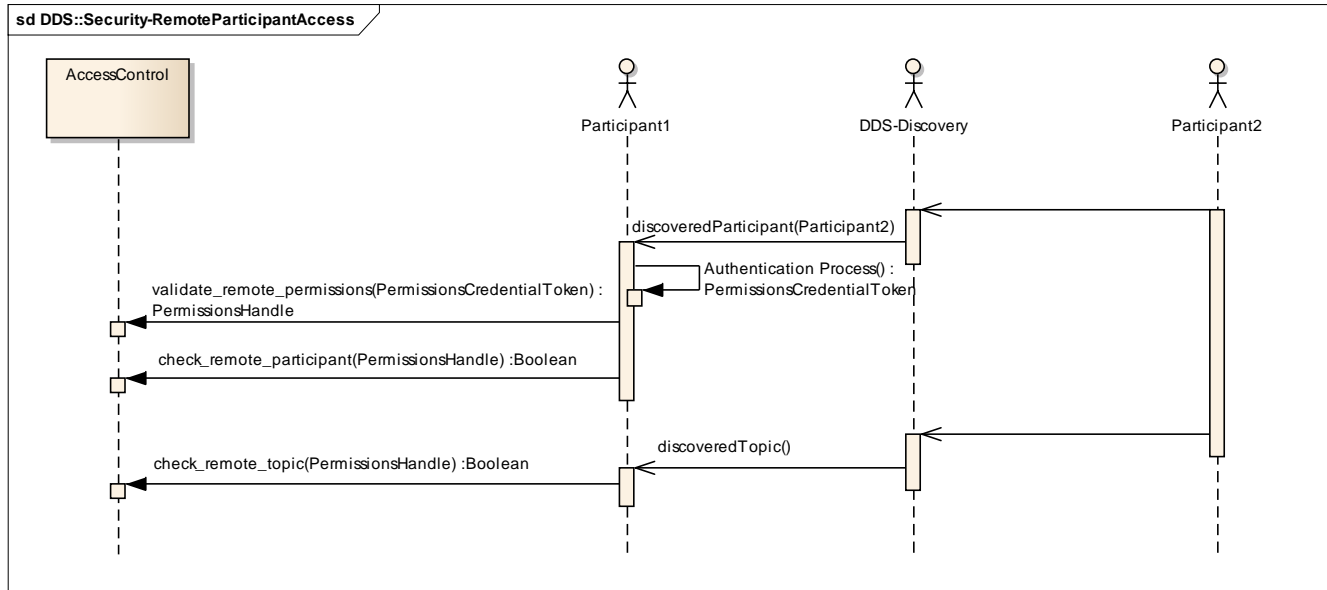 sd DDS::Security-RemoteParticipantAccess
AccessControl
Participant1
DDS-Discovery
Participant2
discoveredParticipant(Participant2)
Authentication Process() :
PermissionsCredentialToken
validate_remote_permissions(PermissionsCredentialToken) :
PermissionsHandle
check_remote_participant(PermissionsHandle) :Boolean
discoveredTopic()
check_remote_topic(PermissionsHandle) :Boolean